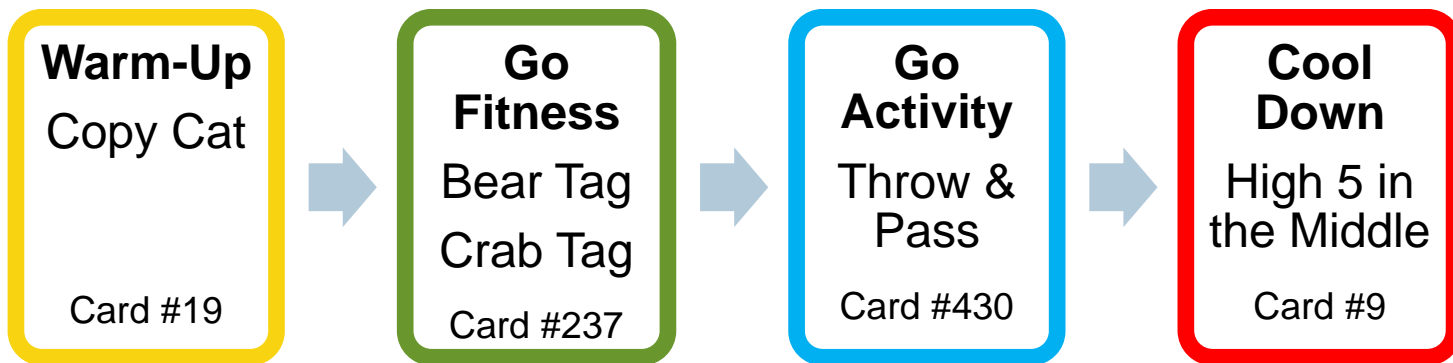 Warm-Up
Copy Cat
Card #19
Go
Fitness
Bear Tag
Crab Tag
Card #237
Go
Activity
Throw &
Pass
Card #430
Cool
Down
High 5 in
the Middle
Card #9